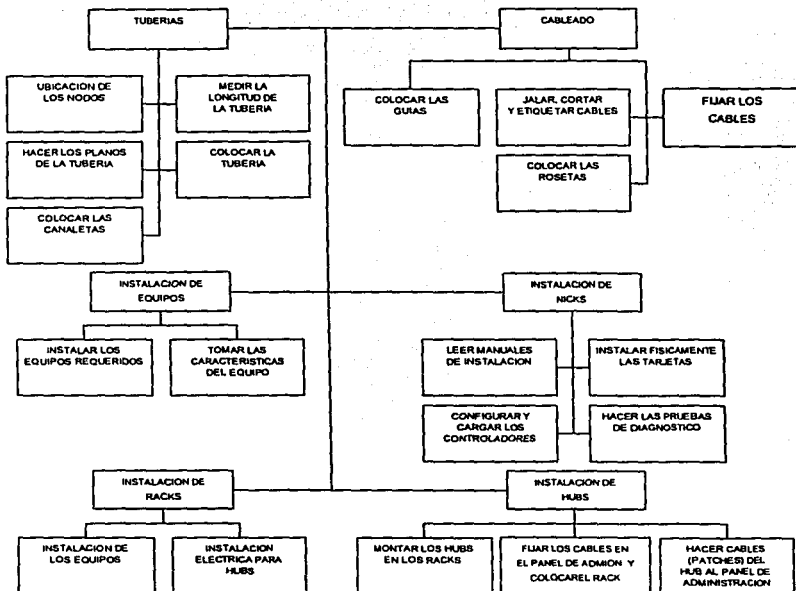 TUBERIAS
CABLEADO
UBICACION DE
LOS NODOS
MEDIR LA
LONGITUD DE
LA TUBERIA
HACER LOS PLANOS
DE LA TUBERIA
COLOCAR LA
TUBERIA
COLOCAR LAS
CANALETAS
COLOCAR LAS
GUIAS
JALAR, CORTAR
Y ETIQUETAR CABLES
FIJAR LOS
CABLES
COLOCAR LAS
ROSETAS
INSTALACION DE
EQUIPOS
INSTALACION DE
NICKS
INSTALAR LOS
EQUIPOS REQUERIDOS
TOMAR LAS
CARACTERISTICAS
DEL EQUIPO
LEER MANUALES
DE INSTALACION
INSTALAR FISICAMENTE
LAS TARJETAS
CONFIGURAR Y
CARGAR LOS
CONTROLADORES
HACER LAS PRUEBAS
DE DIAGNOSTICO
INSTALACION DE
RACKS
INSTALACION DE
HUBS
INSTALACION
DE LOS EQUIPOS
INSTALACION
ELECTRICA PARA
HUBS
MONTAR LOS HUBS
EN LOS RACKS
FIJAR LOS CABLES EN
EL PANEL DE ADMION Y
COLOCAREL RACK
HACER CABLES
(PATCHES) DEL
HUB AL PANEL DE
ADMINISTRACION